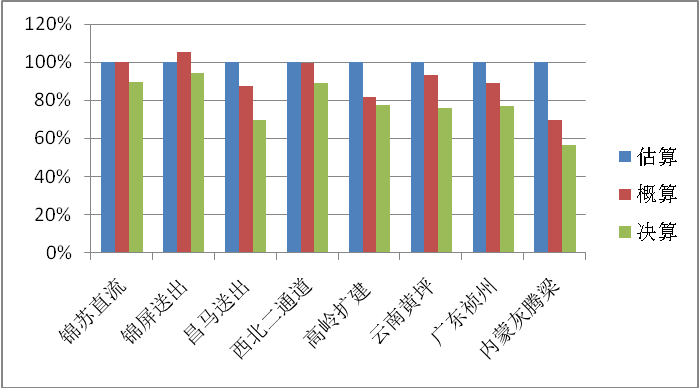 120%
100%
80%
60%
40%
20%
0%
锦苏直流
锦屏送出
昌马送出
西北二通道
高岭扩建
云南黄坪
广东祯州
内蒙灰腾梁
估算
概算
决算